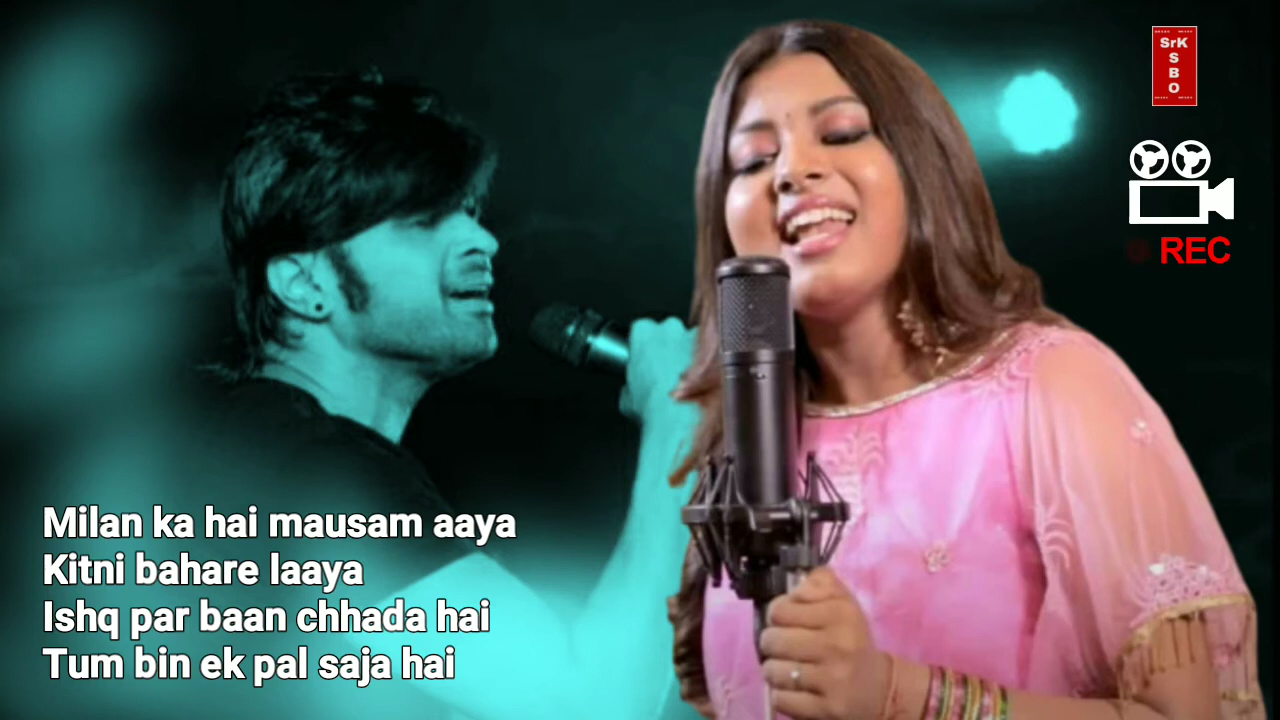 SrK
S
B
O
REC
Milan ka hai mausam aaya
Kitni bahare laaya
Ishq par baan chhada hai
Tum bin ek pal saja hai